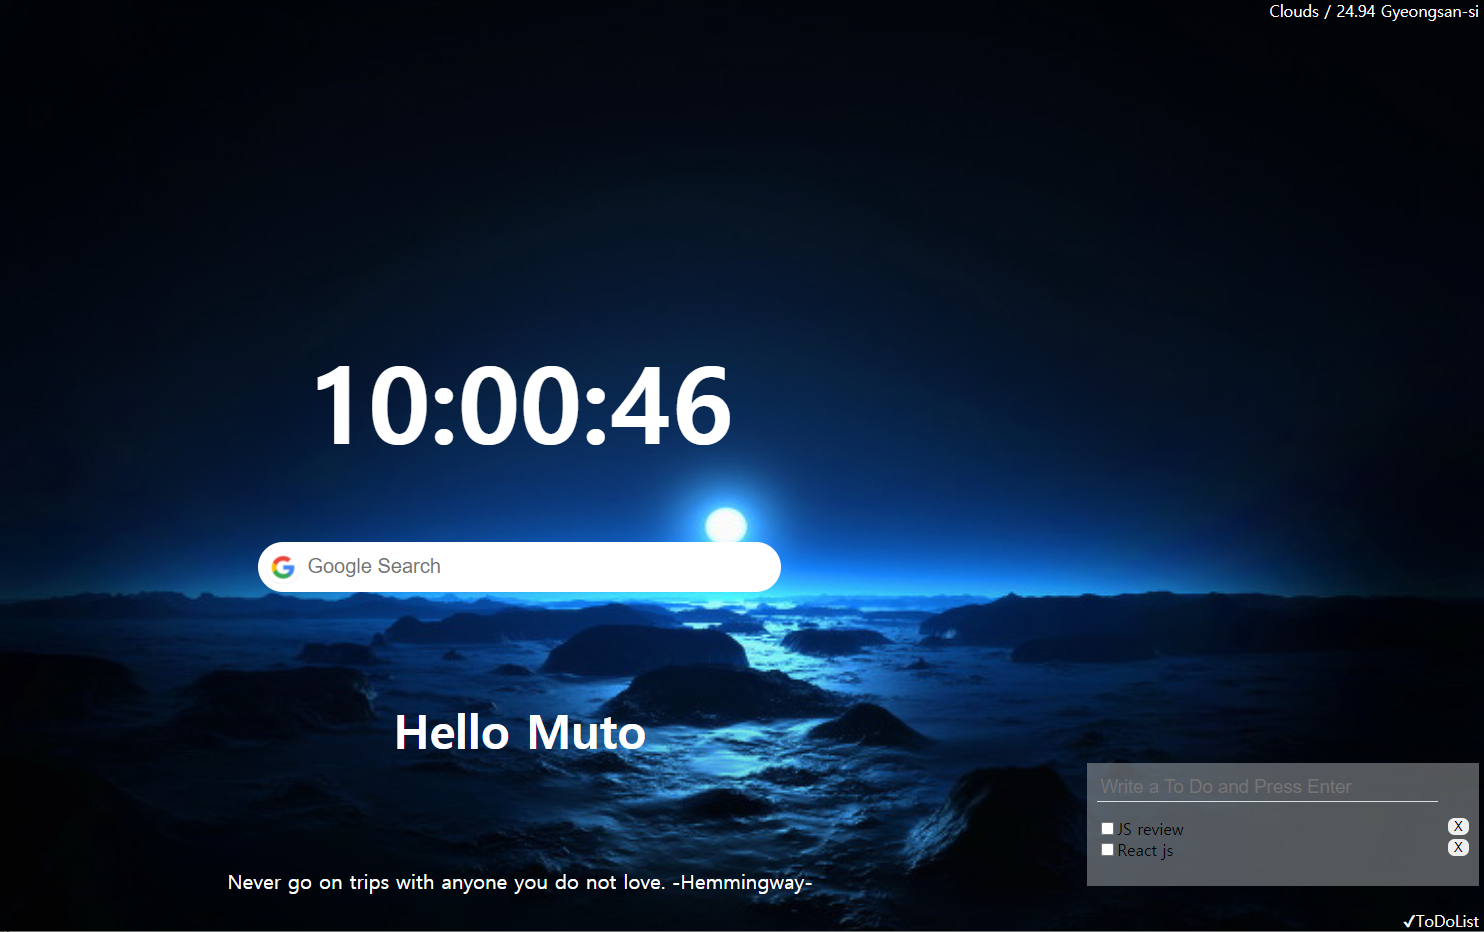 Clouds / 24.94 Gyeongsan-si
10:00:46
Google Search
Hello Muto
Write a To Do and Press Enter
JS review X
React js X
Never go on trips with anyone you do not love. -Hemmingway-
✓ToDoList